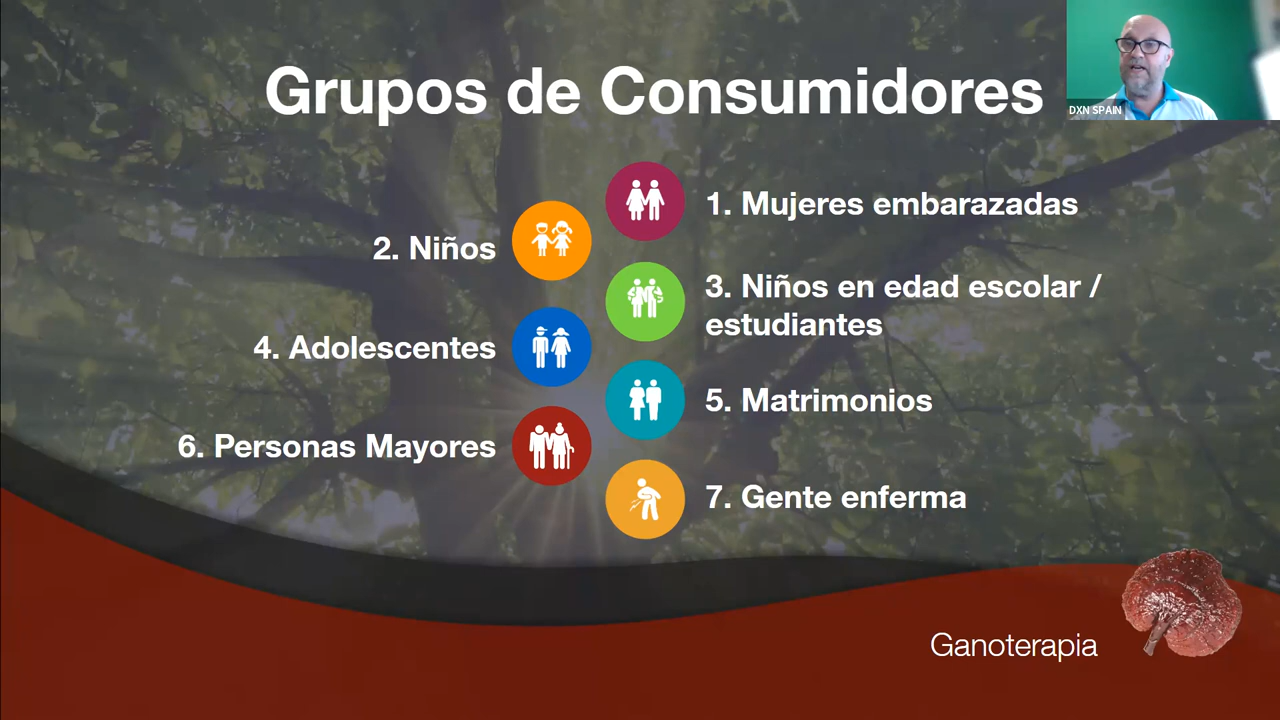 Grupos de Consumidores
DXN SPAIN
1. Mujeres embarazadas
2. Niños
3. Niños en edad escolar /
estudiantes
4. Adolescentes
5. Matrimonios
6. Personas Mayores
7. Gente enferma
Ganoterapia